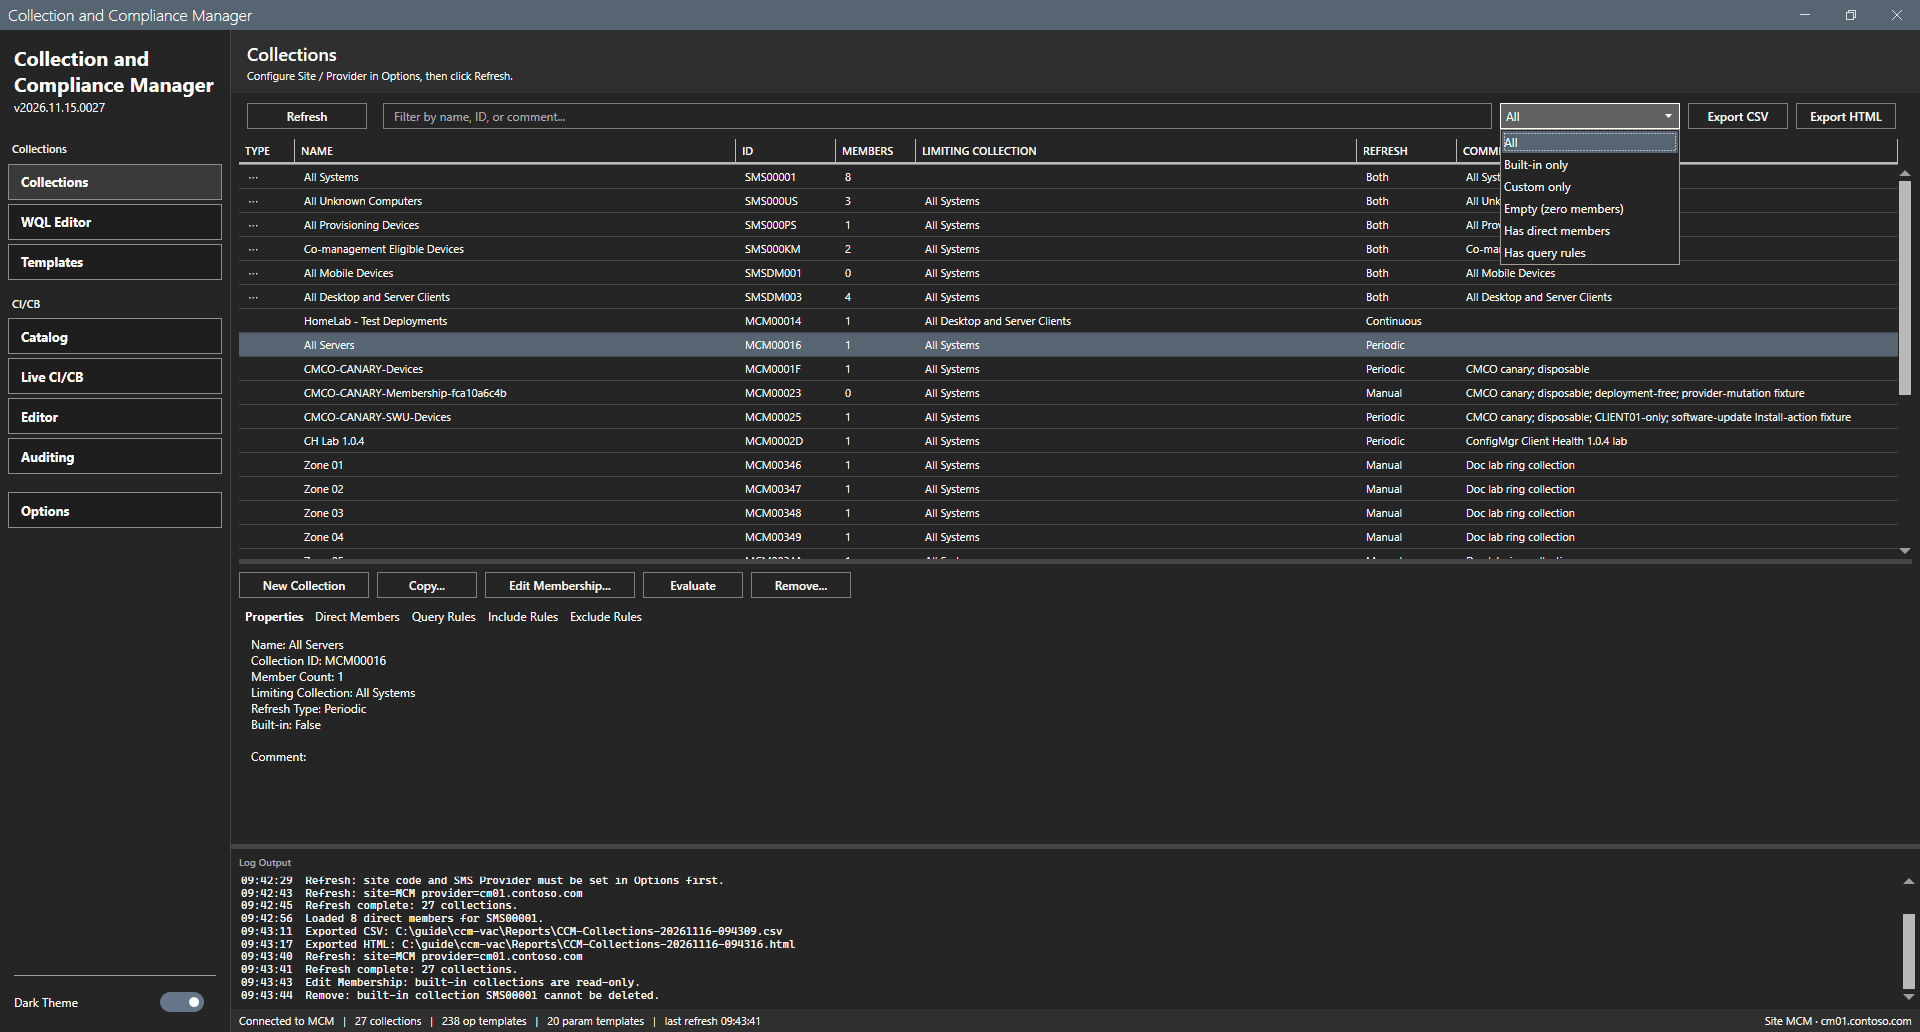 Collection and Compliance Manager
Collection and
Compliance Manager
v2026.11.15.0027
Collections
Collections
WQL Editor
Templates
CI/CB
Catalog
Live CI/CB
Editor
Auditing
Options
Dark Theme
Collections
Configure Site / Provider in Options, then click Refresh.
Refresh
Filter by name, ID, or comment...
All
Export CSV
Export HTML
All
Built-in only
Custom only
Empty (zero members)
Has direct members
Has query rules
TYPE NAME ID MEMBERS LIMITING COLLECTION REFRESH COMM
... All Systems SMS00001 8 Both All Syst
... All Unknown Computers SMS000US 3 All Systems Both All Unk
... All Provisioning Devices SMS000PS 1 All Systems Both All Pro
... Co-management Eligible Devices SMS000KM 2 All Systems Both Co-ma
... All Mobile Devices SMSDM001 0 All Systems Both All Mobile Devices
... All Desktop and Server Clients SMSDM003 4 All Systems Both All Desktop and Server Clients
HomeLab - Test Deployments MCM00014 1 All Desktop and Server Clients Continuous
All Servers MCM00016 1 All Systems Periodic
CMCO-CANARY-Devices MCM0001F 1 All Systems Periodic CMCO canary; disposable
CMCO-CANARY-Membership-fca10a6c4b MCM00023 0 All Systems Manual CMCO canary; disposable; deployment-free; provider-mutation fixture
CMCO-CANARY-SWU-Devices MCM00025 1 All Systems Periodic CMCO canary; disposable; CLIENT01-only; software-update Install-action fixture
CH Lab 1.0.4 MCM0002D 1 All Systems Periodic ConfigMgr Client Health 1.0.4 lab
Zone 01 MCM00346 1 All Systems Manual Doc lab ring collection
Zone 02 MCM00347 1 All Systems Manual Doc lab ring collection
Zone 03 MCM00348 1 All Systems Manual Doc lab ring collection
Zone 04 MCM00349 1 All Systems Manual Doc lab ring collection
New Collection
Copy...
Edit Membership...
Evaluate
Remove...
Properties Direct Members Query Rules Include Rules Exclude Rules
Name: All Servers
Collection ID: MCM00016
Member Count: 1
Limiting Collection: All Systems
Refresh Type: Periodic
Built-in: False
Comment:
Log Output
09:42:29 Refresh: site code and SMS Provider must be set in Options first.
09:42:43 Refresh: site=MCM provider=cm01.contoso.com
09:42:45 Refresh complete: 27 collections.
09:42:56 Loaded 8 direct members for SMS00001.
09:43:11 Exported CSV: C:\guide\ccm-vac\Reports\CCM-Collections-20261116-094309.csv
09:43:17 Exported HTML: C:\guide\ccm-vac\Reports\CCM-Collections-20261116-094316.html
09:43:40 Refresh: site=MCM provider=cm01.contoso.com
09:43:41 Refresh complete: 27 collections.
09:43:43 Edit Membership: built-in collections are read-only.
09:43:44 Remove: built-in collection SMS00001 cannot be deleted.
Connected to MCM | 27 collections | 238 op templates | 20 param templates | last refresh 09:43:41
Site MCM · cm01.contoso.com